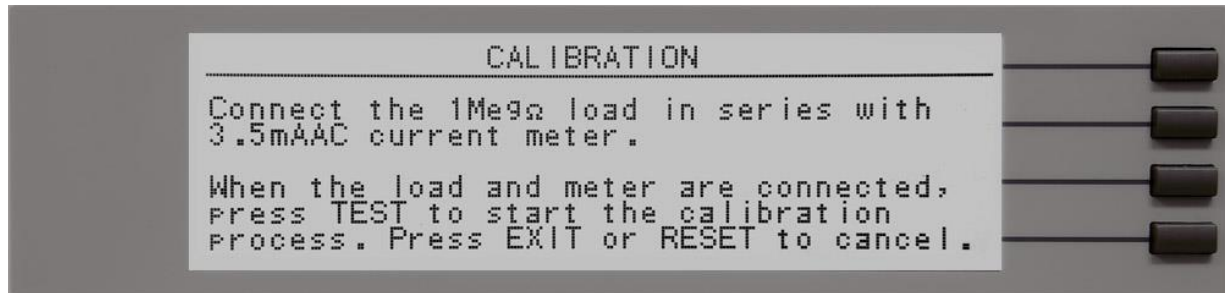 CALIBRATION
Connect the 1MegΩ load in series with
3.5mAAC current meter.
When the load and meter are connected,
press TEST to start the calibration
process. Press EXIT or RESET to cancel.